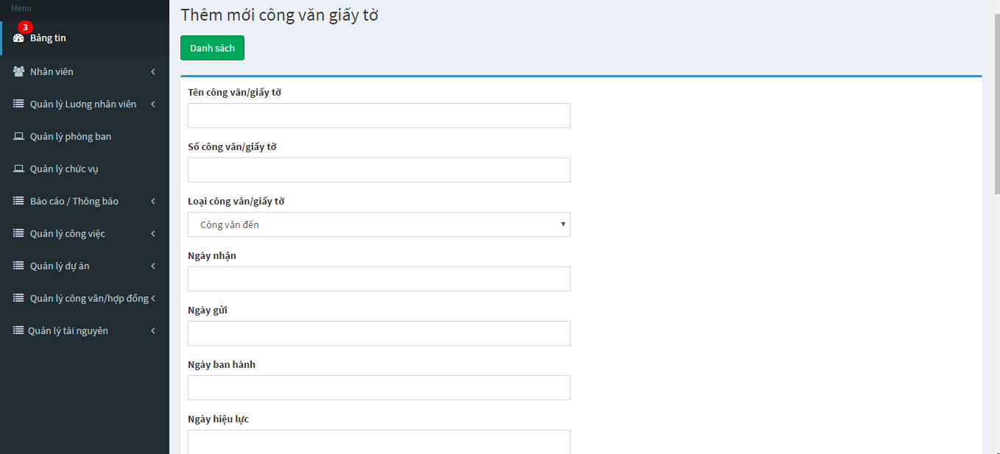 Menu
3
Bảng tin
Nhân viên
Quản lý Lương nhân viên
Quản lý phòng ban
Quản lý chức vụ
Báo cáo / Thông báo
Quản lý công việc
Quản lý dự án
Quản lý công văn/hợp đồng
Quản lý tài nguyên
Thêm mới công văn giấy tờ
Danh sách
Tên công văn/giấy tờ
Số công văn/giấy tờ
Loại công văn/giấy tờ
Công văn đến
Ngày nhận
Ngày gửi
Ngày ban hành
Ngày hiệu lực